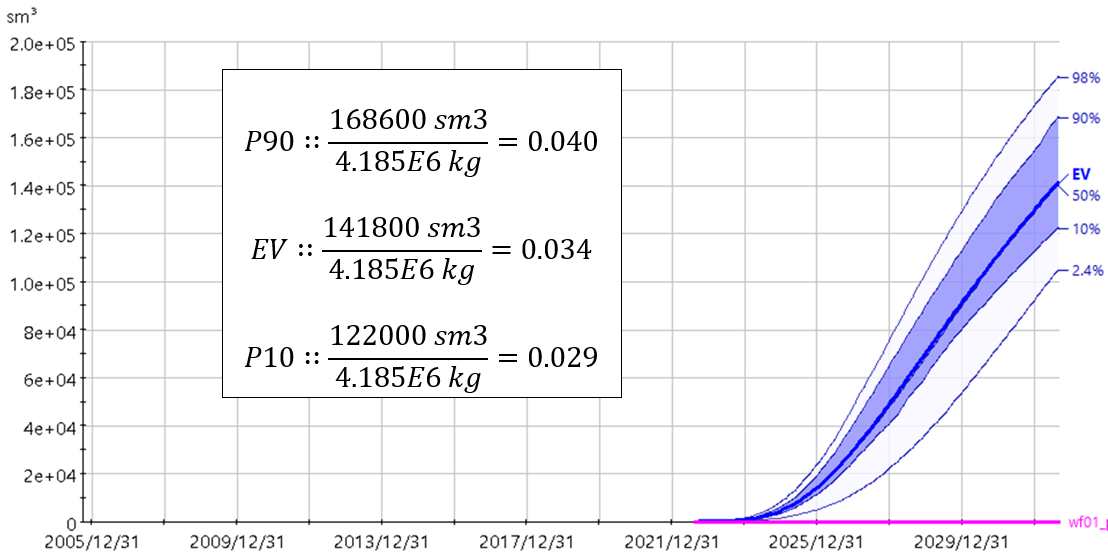 sm³
2.0e+05
1.8e+05
1.6e+05
1.4e+05
1.2e+05
1.0e+05
8e+04
6e+04
4e+04
2e+04
0
P90 :: 168600 sm3 / 4.185E6 kg = 0.040
EV :: 141800 sm3 / 4.185E6 kg = 0.034
P10 :: 122000 sm3 / 4.185E6 kg = 0.029
98%
90%
EV
50%
10%
2.4%
wf01_p
2005/12/31 2009/12/31 2013/12/31 2017/12/31 2021/12/31 2025/12/31 2029/12/31